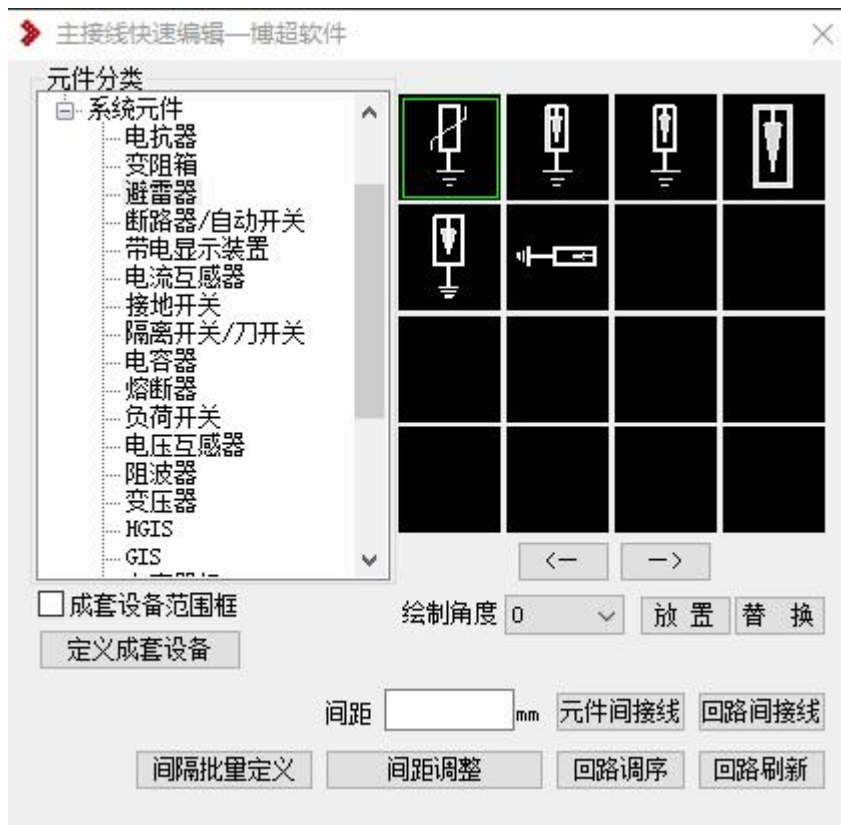 主接线快速编辑—博超软件
元件分类
系统元件
电抗器
变阻箱
避雷器
断路器/自动开关
带电显示装置
电流互感器
接地开关
隔离开关/刀开关
电容器
熔断器
负荷开关
电压互感器
阻波器
变压器
HGIS
GIS
<— —>
成套设备范围框
绘制角度 0 放 置 替 换
定义成套设备
间距 mm 元件间接线 回路间接线
间隔批量定义 间距调整 回路调序 回路刷新